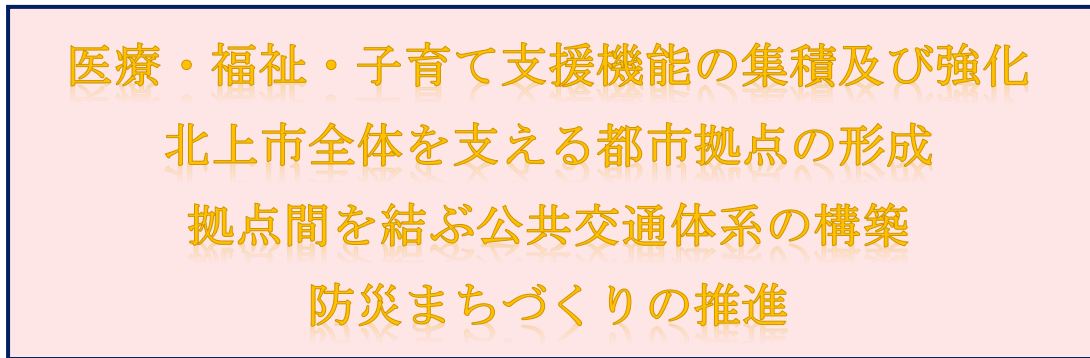 医療・福祉・子育て支援機能の集積及び強化
北上市全体を支える都市拠点の形成
拠点間を結ぶ公共交通体系の構築
防災まちづくりの推進